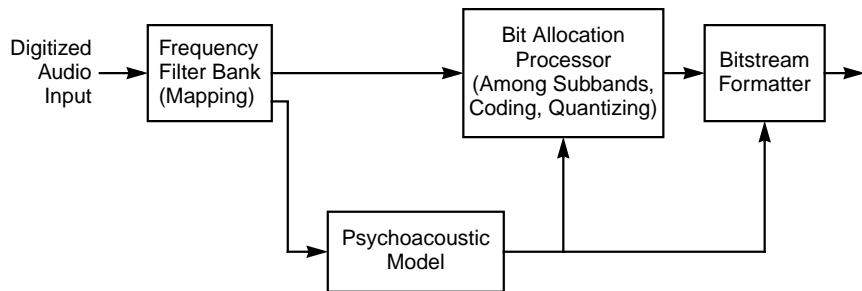 Digitized
Audio
Input
Frequency
Filter Bank
(Mapping)
Bit Allocation
Processor
(Among Subbands,
Coding, Quantizing)
Bitstream
Formatter
Psychoacoustic
Model